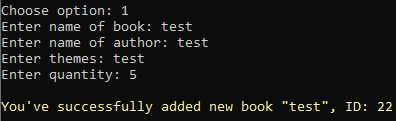 Choose option: 1
Enter name of book: test
Enter name of author: test
Enter themes: test
Enter quantity: 5
You've successfully added new book "test", ID: 22